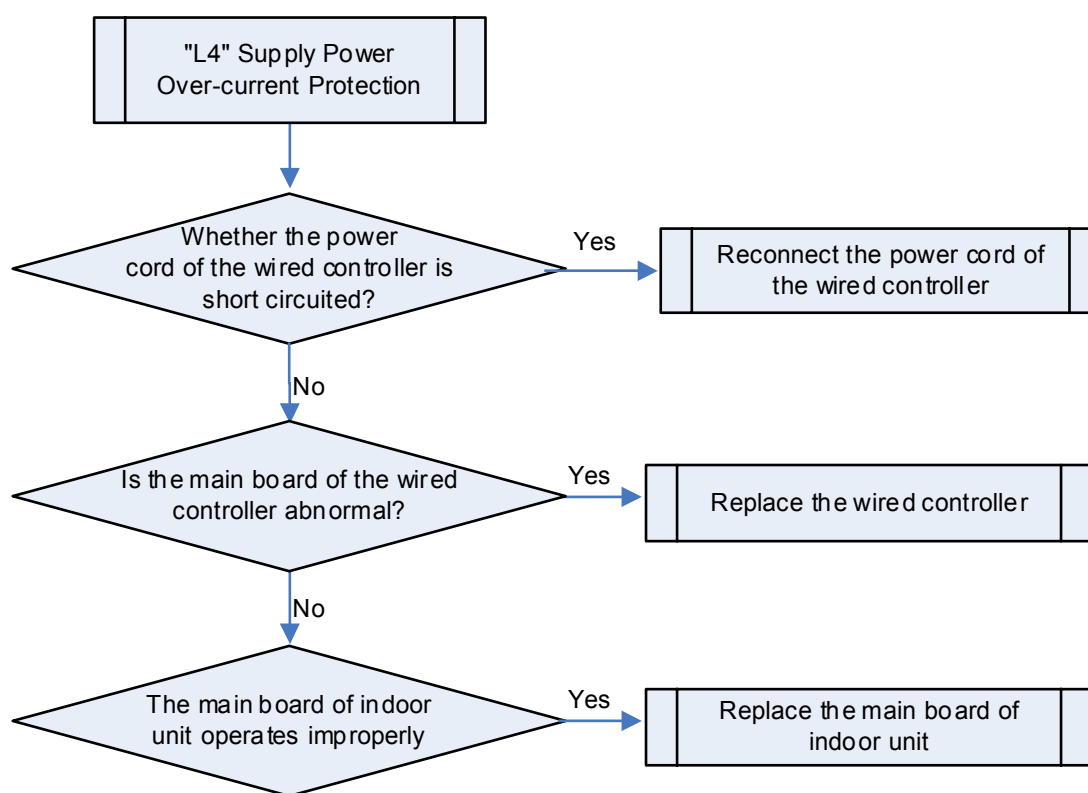 "L4" Supply Power
Over-current Protection
Whether the power
cord of the wired controller is
short circuited?
Yes
Reconnect the power cord of
the wired controller
No
Is the main board of the wired
controller abnormal?
Yes
Replace the wired controller
No
The main board of indoor
unit operates improperly
Yes
Replace the main board of
indoor unit